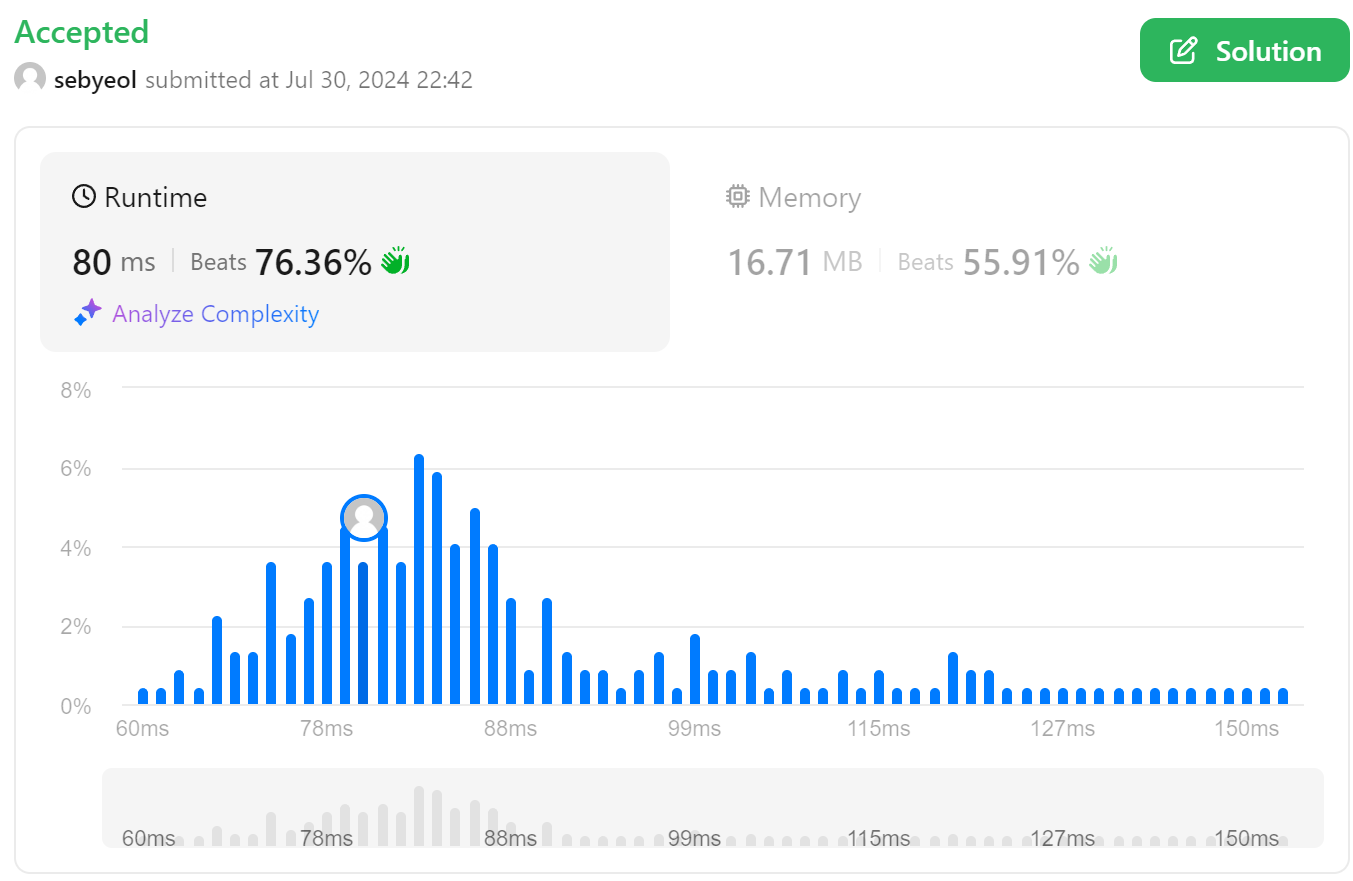 Accepted
Solution
sebyeol submitted at Jul 30, 2024 22:42
Runtime
Memory
80 ms Beats 76.36%
16.71 MB Beats 55.91%
Analyze Complexity
8%
6%
4%
2%
0%
60ms 78ms 88ms 99ms 115ms 127ms 150ms
60ms 78ms 88ms 99ms 115ms 127ms 150ms